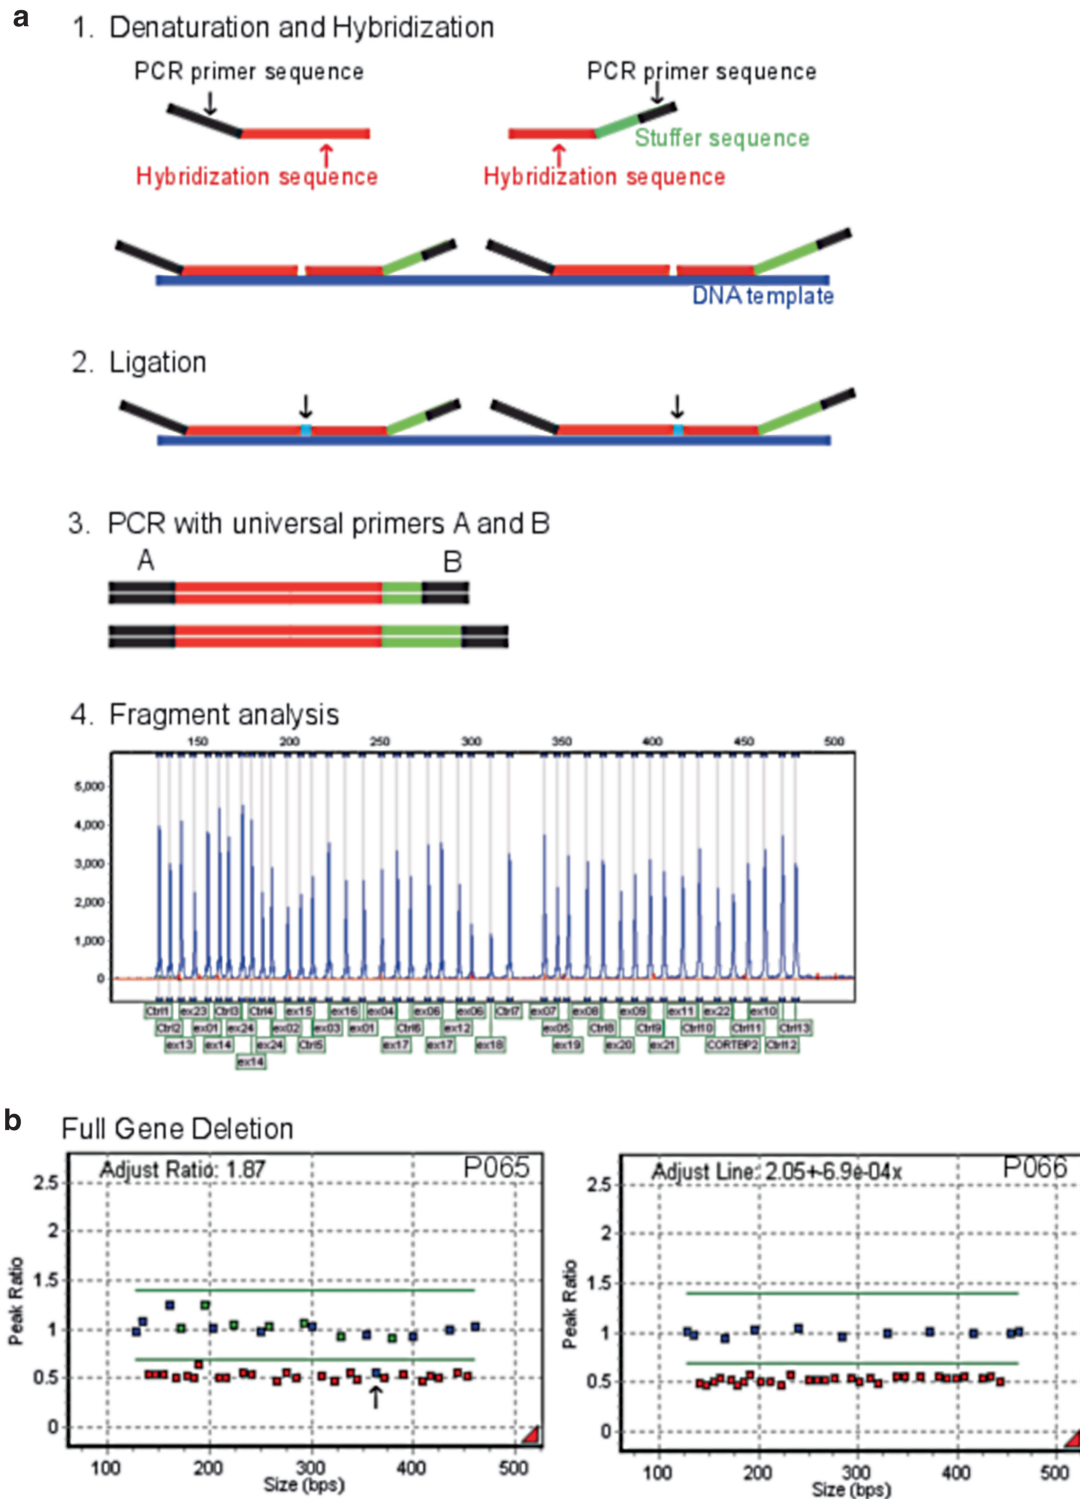 a
1. Denaturation and Hybridization
PCR primer sequence
PCR primer sequence
Stuffer sequence
Hybridization sequence
Hybridization sequence
DNA template
2. Ligation
3. PCR with universal primers A and B
A
B
4. Fragment analysis
150 200 250 300 350 400 450 500
5,000
4,000
3,000
2,000
1,000
0
Ctrl1 ex23 Ctrl3 Ctrl4 ex15 ex16 ex04 ex06 ex06 Ctrl7 ex07 ex08 ex09 ex11 ex22 ex10
Ctrl2 ex01 ex24 ex02 ex03 ex01 Ctrl6 ex12 ex05 Ctrl8 Ctrl9 Ctrl10 Ctrl11 Ctrl13
ex13 ex14 ex24 Ctrl5 ex17 ex17 ex18 ex19 ex20 ex21 CORTBP2 Ctrl12
ex14
b
Full Gene Deletion
Adjust Ratio: 1.87
P065
2.5
2
1.5
1
0.5
0
Peak Ratio
100 200 300 400 500
Size (bps)
Adjust Line: 2.05+-6.9e-04x
P066
2.5
2
1.5
1
0.5
0
Peak Ratio
100 200 300 400 500
Size (bps)